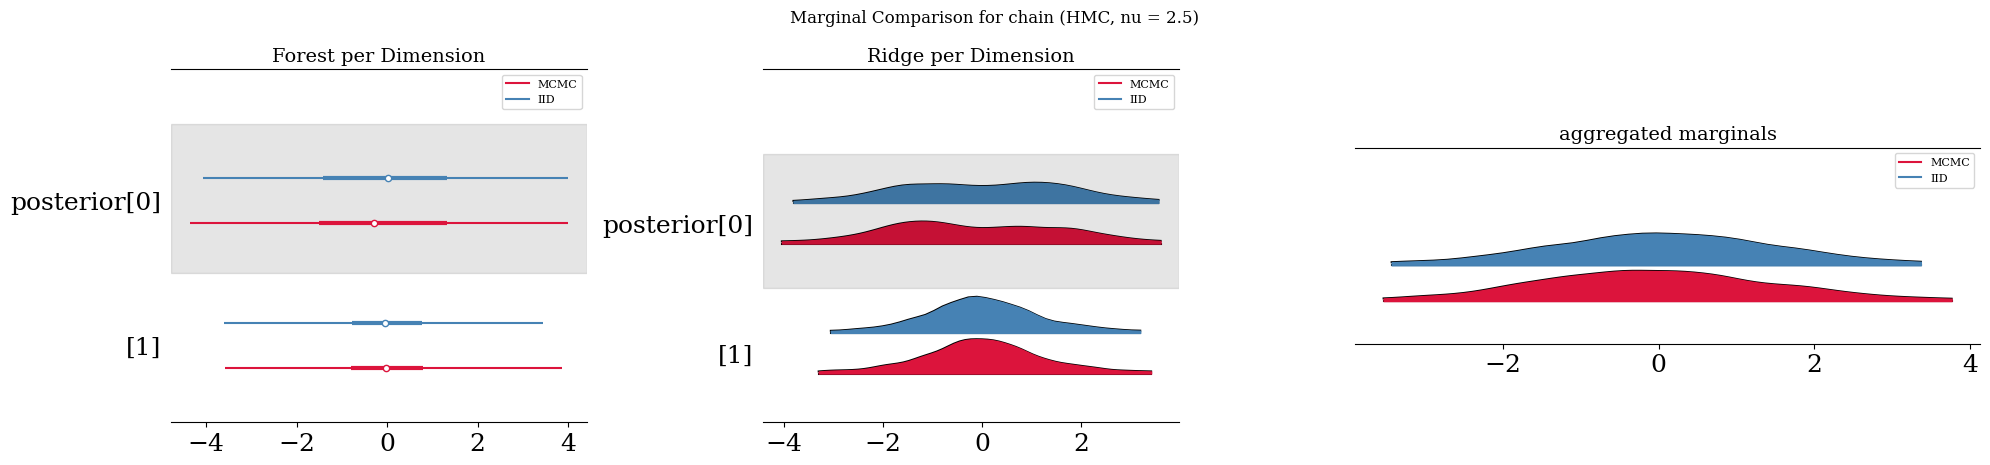 Marginal Comparison for chain (HMC, nu = 2.5)
Forest per Dimension
MCMC
IID
posterior[0]
[1]
−4 −2 0 2 4
Ridge per Dimension
MCMC
IID
posterior[0]
[1]
−4 −2 0 2
aggregated marginals
MCMC
IID
−2 0 2 4